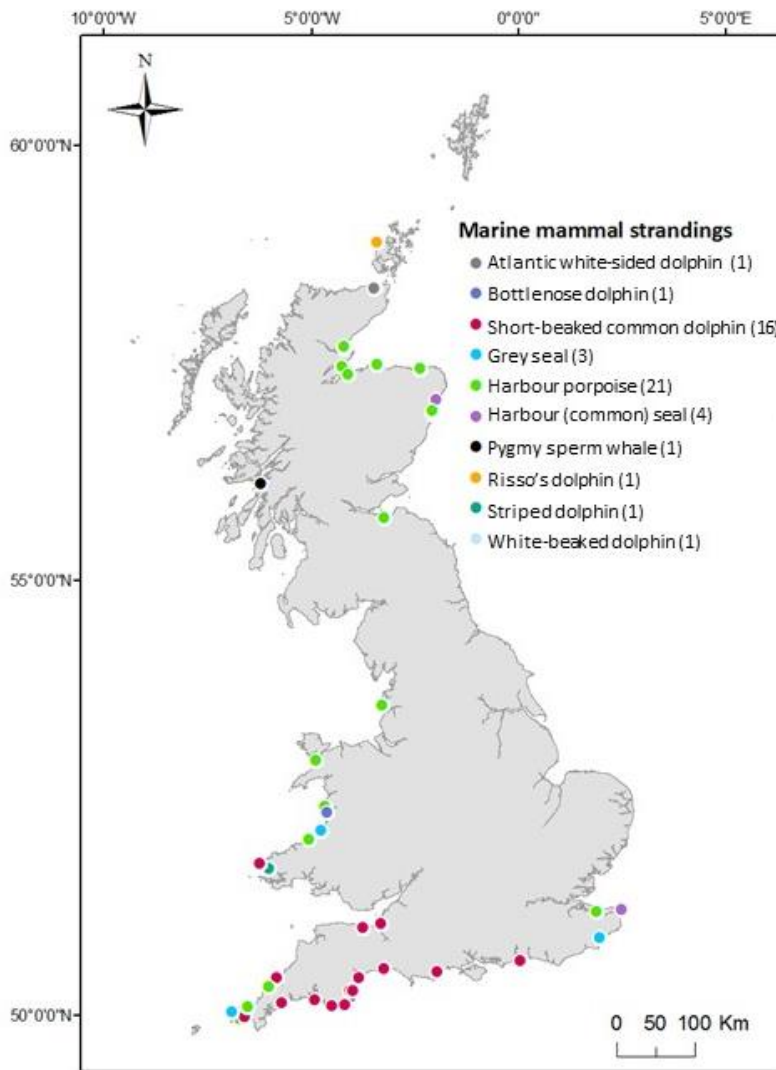 10°0'0"W 5°0'0"W 0°0'0" 5°0'0"E
N
60°0'0"N
Marine mammal strandings
Atlantic white-sided dolphin (1)
Bottlenose dolphin (1)
Short-beaked common dolphin (16)
Grey seal (3)
Harbour porpoise (21)
Harbour (common) seal (4)
Pygmy sperm whale (1)
Risso's dolphin (1)
Striped dolphin (1)
White-beaked dolphin (1)
55°0'0"N
50°0'0"N
0 50 100 Km